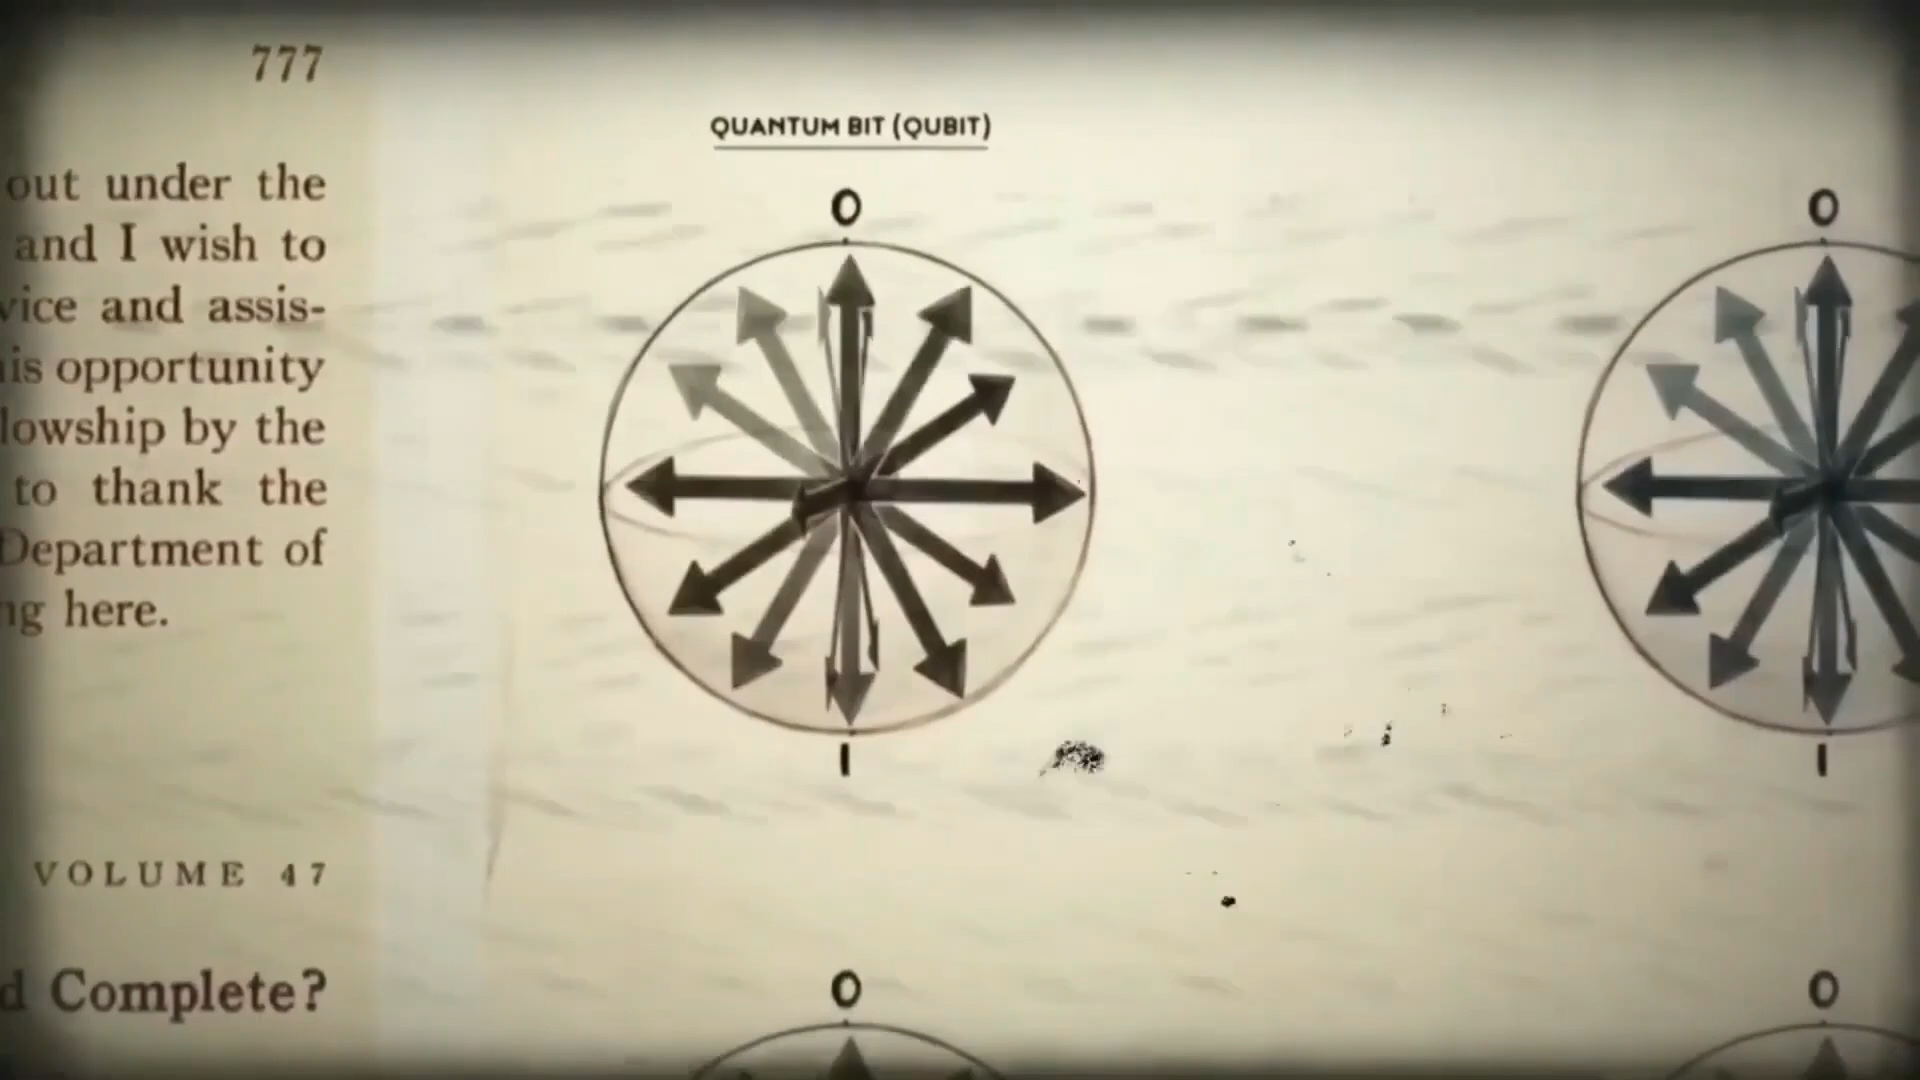 777
out under the
and I wish to
vice and assis-
is opportunity
lowship by the
to thank the
Department of
ng here.
VOLUME 47
d Complete?
QUANTUM BIT (QUBIT)
0
1
0
1
0
0